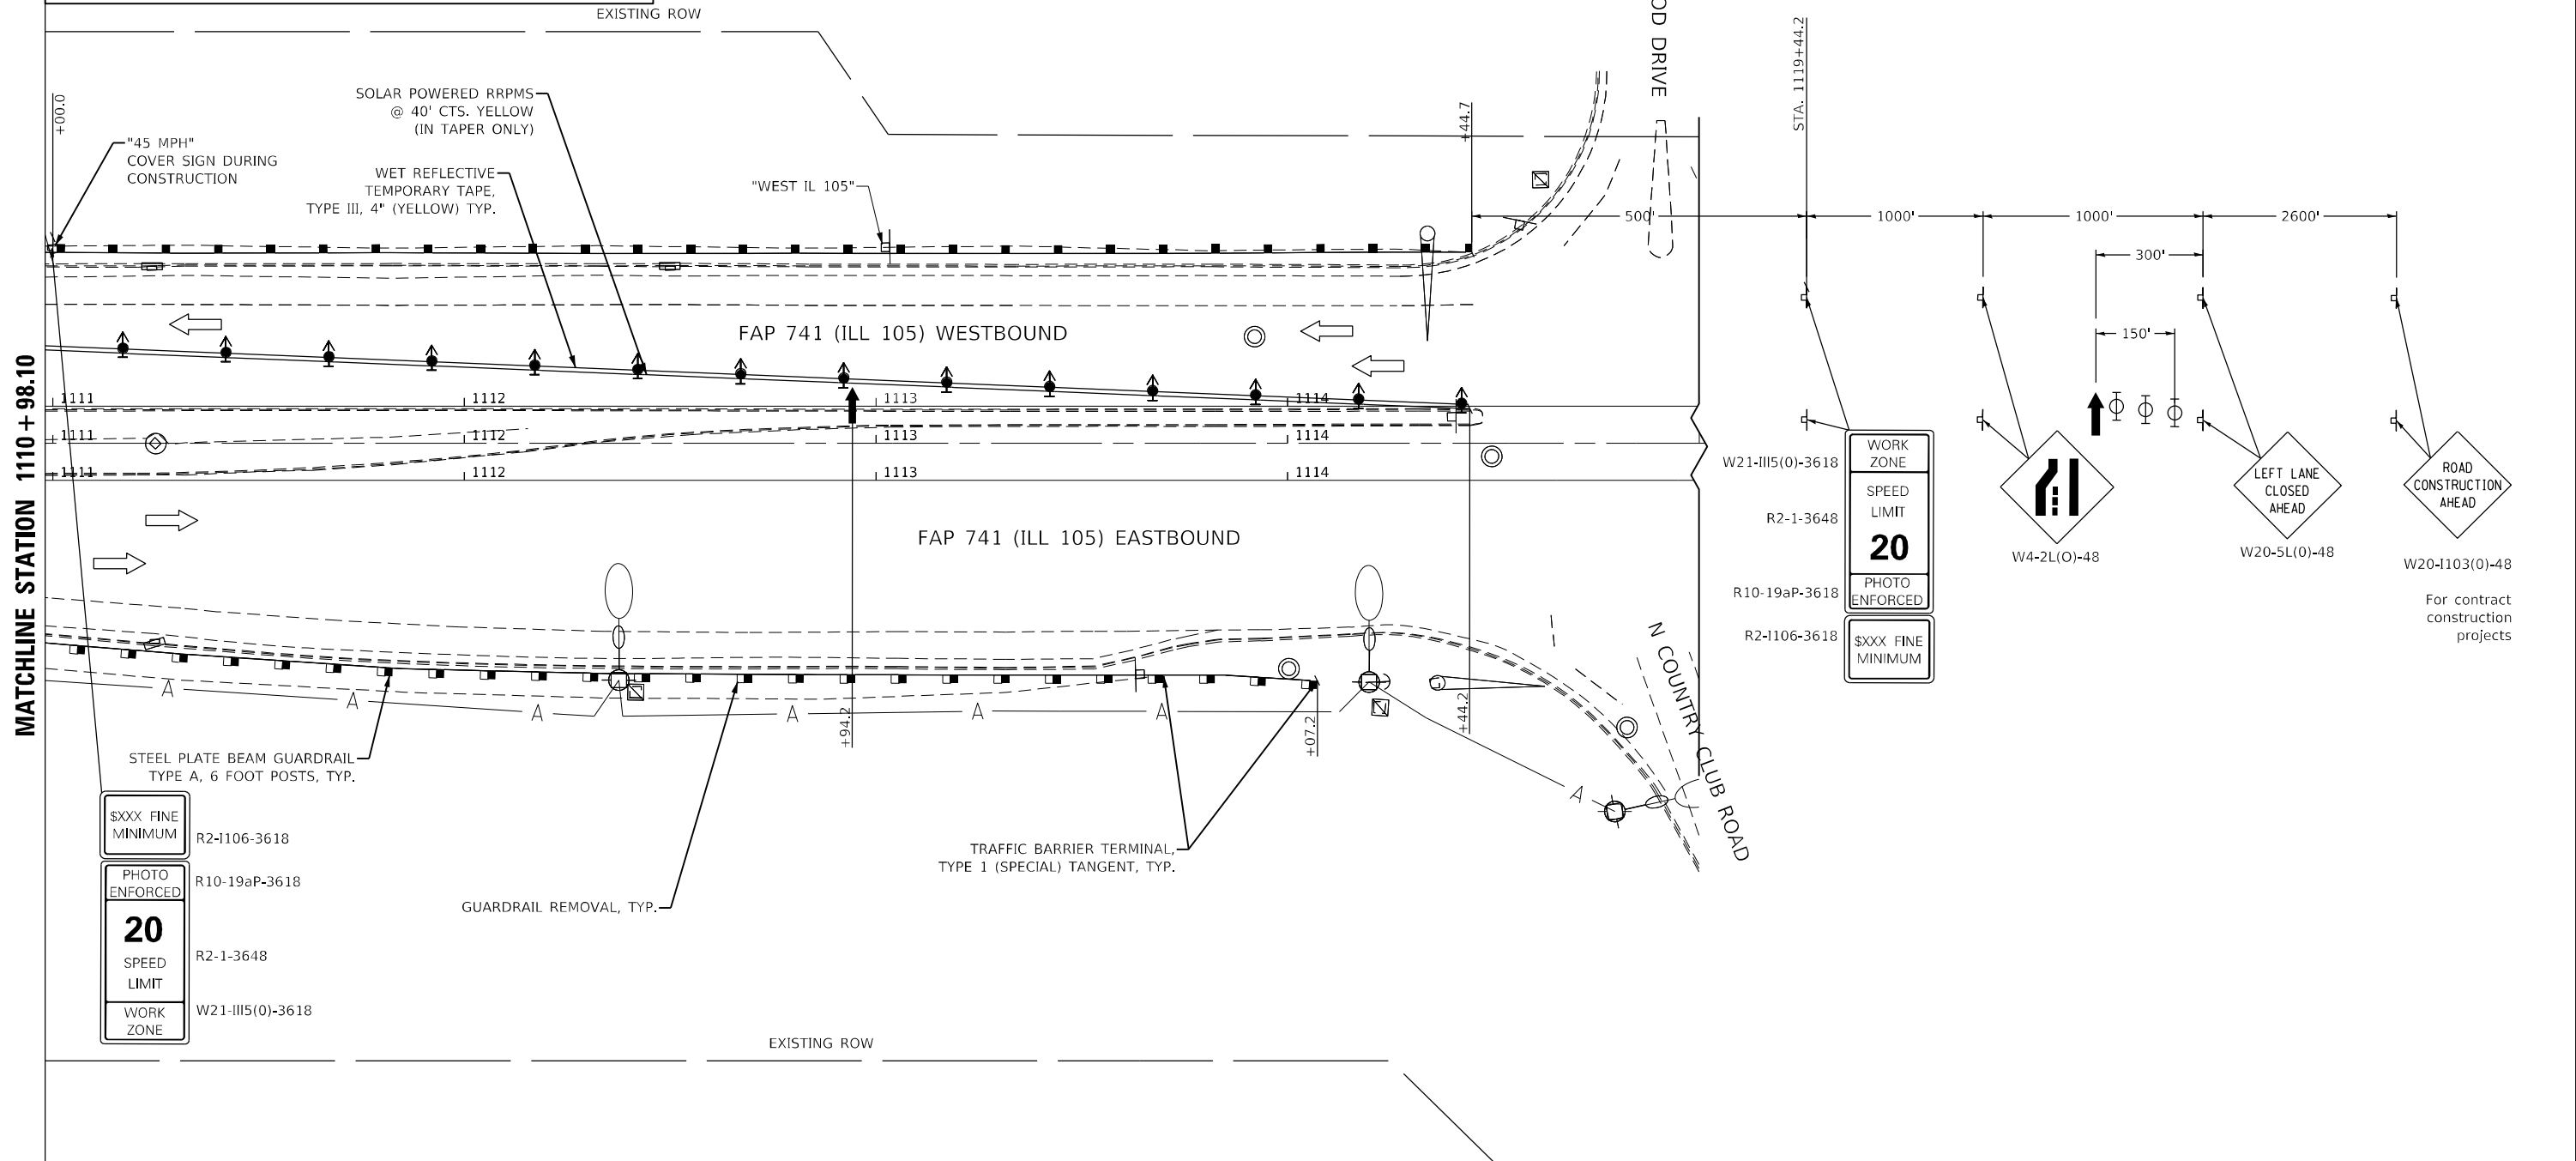 EXISTING ROW
OD DRIVE
STA. 1119+44.2
+00.0
SOLAR POWERED RRPMS
@ 40' CTS. YELLOW
(IN TAPER ONLY)
+44.7
"45 MPH"
COVER SIGN DURING
CONSTRUCTION
WET REFLECTIVE
TEMPORARY TAPE,
TYPE III, 4" (YELLOW) TYP.
"WEST IL 105"
500'
1000'
1000'
2600'
300'
150'
FAP 741 (ILL 105) WESTBOUND
MATCHLINE STATION 1110+98.10
1111
1112
1113
1114
1111
1112
1113
1114
1111
1112
1113
1114
FAP 741 (ILL 105) EASTBOUND
W21-III5(0)-3618
R2-1-3648
R10-19aP-3618
R2-I106-3618
WORK
ZONE
SPEED
LIMIT
20
PHOTO
ENFORCED
$XXX FINE
MINIMUM
W4-2L(O)-48
LEFT LANE
CLOSED
AHEAD
W20-5L(0)-48
ROAD
CONSTRUCTION
AHEAD
W20-I103(0)-48
For contract
construction
projects
N COUNTRY CLUB ROAD
A
A
A
A
A
A
A
+94.2
+07.2
+44.2
STEEL PLATE BEAM GUARDRAIL
TYPE A, 6 FOOT POSTS, TYP.
GUARDRAIL REMOVAL, TYP.
TRAFFIC BARRIER TERMINAL,
TYPE 1 (SPECIAL) TANGENT, TYP.
$XXX FINE
MINIMUM
R2-I106-3618
PHOTO
ENFORCED
R10-19aP-3618
20
SPEED
LIMIT
R2-1-3648
WORK
ZONE
W21-III5(0)-3618
EXISTING ROW